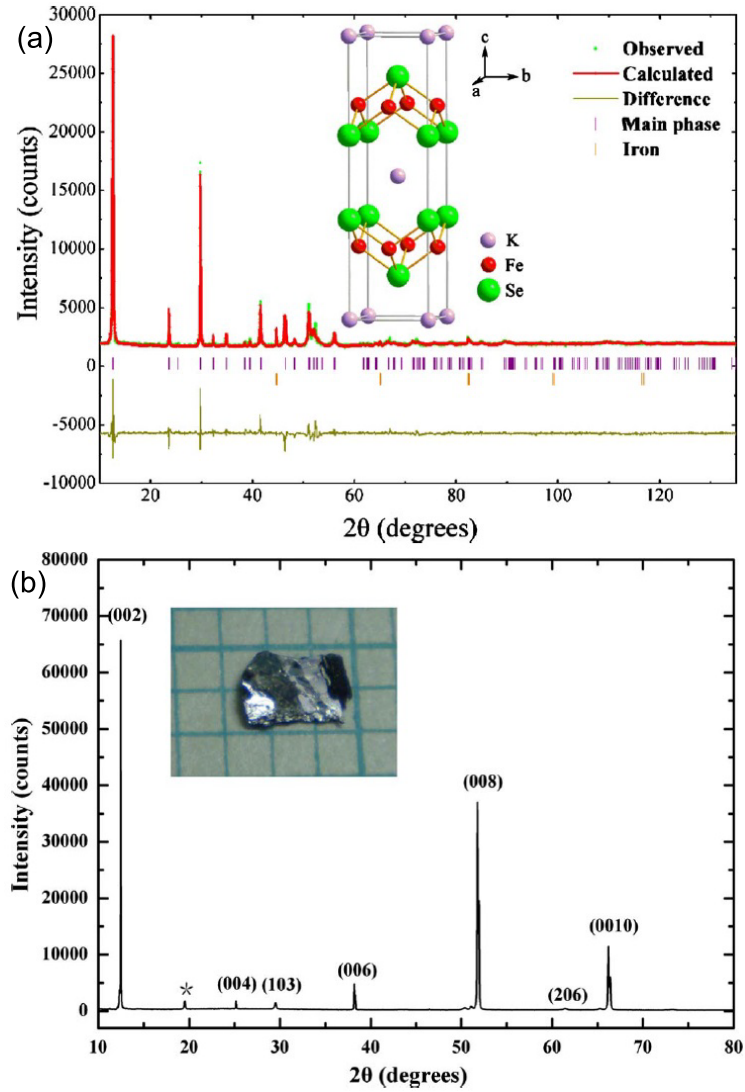 (a)
30000
25000
20000
15000
10000
5000
0
-5000
-10000
Intensity (counts)
c
b
a
Observed
Calculated
Difference
Main phase
Iron
K
Fe
Se
20 40 60 80 100 120
2θ (degrees)
(b)
80000
70000
60000
50000
40000
30000
20000
10000
0
Intensity (counts)
(002)
*
(004)
(103)
(006)
(008)
(206)
(0010)
10 20 30 40 50 60 70 80
2θ (degrees)